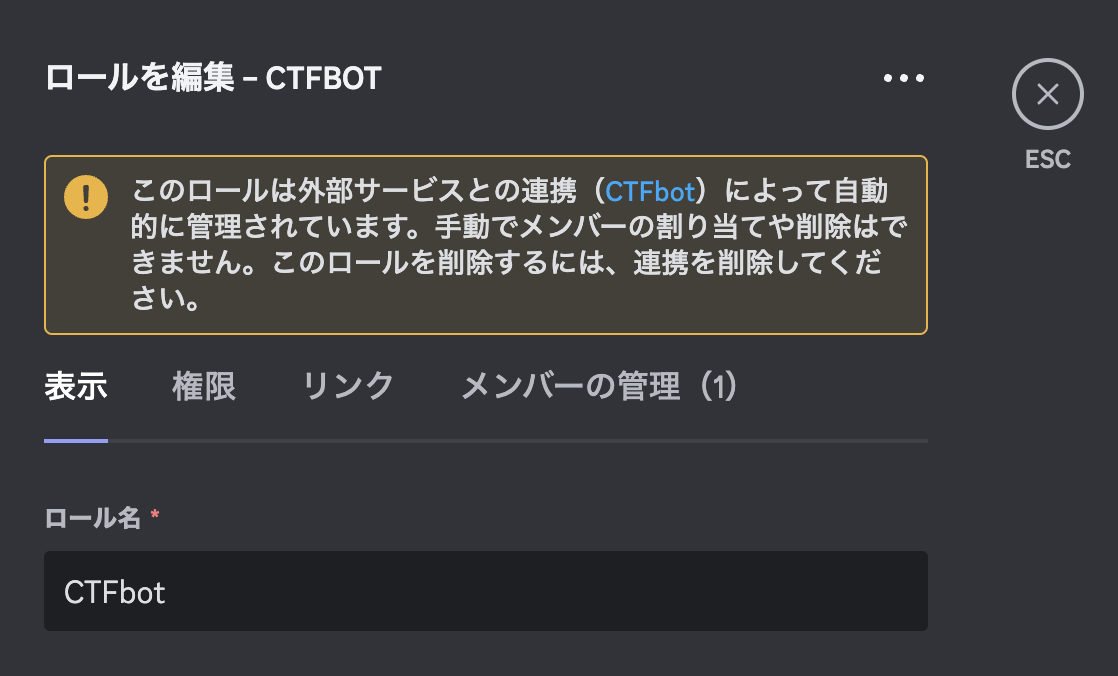 ロールを編集 – CTFBOT
ESC
このロールは外部サービスとの連携（CTFbot）によって自動
的に管理されています。手動でメンバーの割り当てや削除はで
きません。このロールを削除するには、連携を削除してくだ
さい。
表示 権限 リンク メンバーの管理（1）
ロール名 *
CTFbot